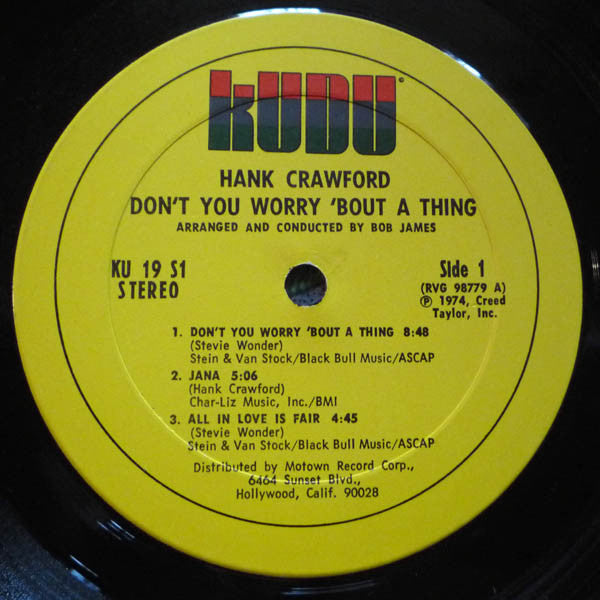 KUDU
HANK CRAWFORD
DON'T YOU WORRY 'BOUT A THING
ARRANGED AND CONDUCTED BY BOB JAMES
KU 19 S1
STEREO
Side 1
(RVG 98779 A)
℗ 1974, Creed
Taylor, Inc.
1. DON'T YOU WORRY 'BOUT A THING 8:48
(Stevie Wonder)
Stein & Van Stock/Black Bull Music/ASCAP
2. JANA 5:06
(Hank Crawford)
Char-Liz Music, Inc./BMI
3. ALL IN LOVE IS FAIR 4:45
(Stevie Wonder)
Stein & Van Stock/Black Bull Music/ASCAP
Distributed by Motown Record Corp.,
6464 Sunset Blvd.,
Hollywood, Calif. 90028